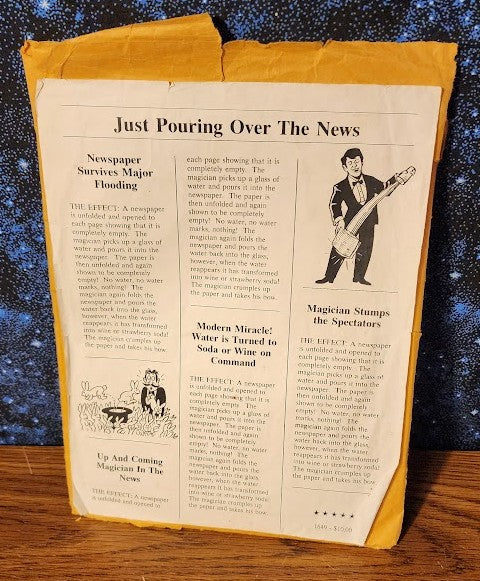 Just Pouring Over The News
Newspaper
Survives Major
Flooding
THE EFFECT: A newspaper
is unfolded and opened to
each page showing that it is
completely empty. The
magician picks up a glass of
water and pours it into the
newspaper. The paper is
then unfolded and again
shown to be completely
empty! No water, no water
marks, nothing! The
magician again folds the
newspaper and pours the
water back into the glass,
however, when the water
reappears it has transformed
into wine or strawberry soda!
The magician crumples up
the paper and takes his bow.
Up And Coming
Magician In The
News
THE EFFECT: A newspaper
is unfolded and opened to
each page showing that it is
completely empty. The
magician picks up a glass of
water and pours it into the
newspaper. The paper is
then unfolded and again
shown to be completely
empty! No water, no water
marks, nothing! The
magician again folds the
newspaper and pours the
water back into the glass,
however, when the water
reappears it has transformed
into wine or strawberry soda!
The magician crumples up
the paper and takes his bow.
Modern Miracle!
Water is Turned to
Soda or Wine on
Command
THE EFFECT: A newspaper
is unfolded and opened to
each page showing that it is
completely empty. The
magician picks up a glass of
water and pours it into the
newspaper. The paper is
then unfolded and again
shown to be completely
empty! No water, no water
marks, nothing! The
magician again folds the
newspaper and pours the
water back into the glass,
however, when the water
reappears it has transformed
into wine or strawberry soda!
The magician crumples up
the paper and takes his bow.
Magician Stumps
the Spectators
THE EFFECT: A newspaper
is unfolded and opened to
each page showing that it is
completely empty. The
magician picks up a glass of
water and pours it into the
newspaper. The paper is
then unfolded and again
shown to be completely
empty! No water, no water
marks, nothing! The
magician again folds the
newspaper and pours the
water back into the glass,
however, when the water
reappears it has transformed
into wine or strawberry soda!
The magician crumples up
the paper and takes his bow.
★ ★ ★ ★ ★
1649 - $10.00